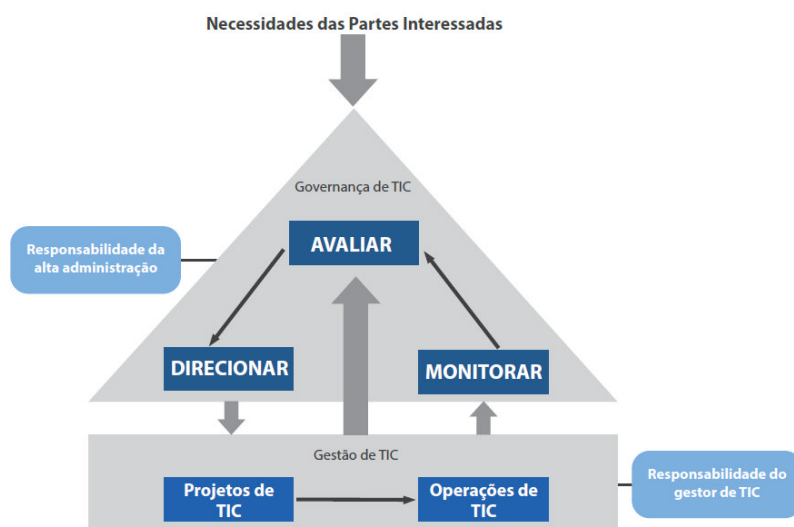 Necessidades das Partes Interessadas
Governança de TIC
Responsabilidade da
alta administração
AVALIAR
DIRECIONAR
MONITORAR
Gestão de TIC
Projetos de
TIC
Operações de
TIC
Responsabilidade do
gestor de TIC